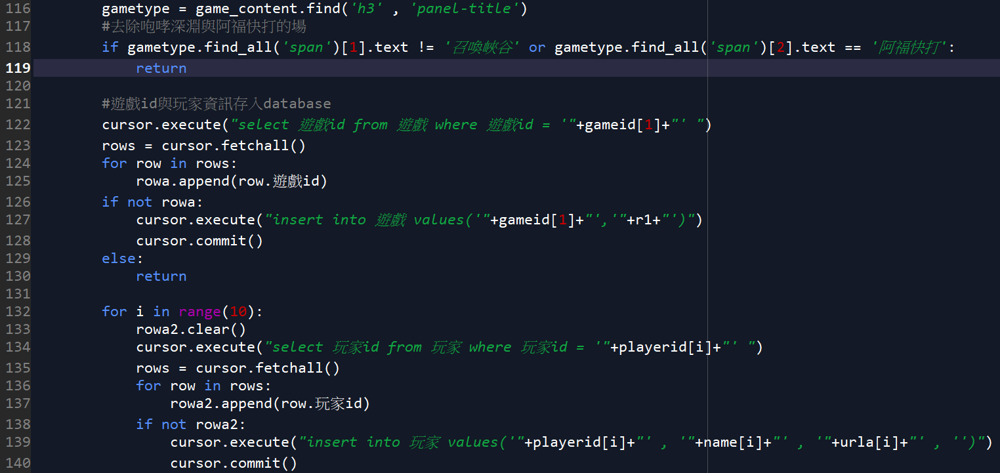 116 gametype = game_content.find('h3' , 'panel-title')
117 #去除咆哮深淵與阿福快打的場
118 if gametype.find_all('span')[1].text != '召喚峽谷' or gametype.find_all('span')[2].text == '阿福快打':
119 return
120
121 #遊戲id與玩家資訊存入database
122 cursor.execute("select 遊戲id from 遊戲 where 遊戲id = '"+gameid[1]+"' ")
123 rows = cursor.fetchall()
124 for row in rows:
125 rowa.append(row.遊戲id)
126 if not rowa:
127 cursor.execute("insert into 遊戲 values('"+gameid[1]+"','"+r1+"')")
128 cursor.commit()
129 else:
130 return
131
132 for i in range(10):
133 rowa2.clear()
134 cursor.execute("select 玩家id from 玩家 where 玩家id = '"+playerid[i]+"' ")
135 rows = cursor.fetchall()
136 for row in rows:
137 rowa2.append(row.玩家id)
138 if not rowa2:
139 cursor.execute("insert into 玩家 values('"+playerid[i]+"' , '"+name[i]+"' , '"+urla[i]+"' , '')")
140 cursor.commit()